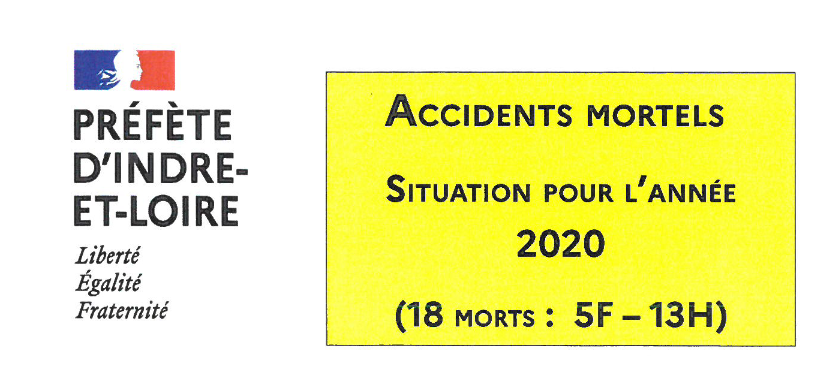 PRÉFÈTE
D'INDRE-
ET-LOIRE
Liberté
Égalité
Fraternité
ACCIDENTS MORTELS
SITUATION POUR L'ANNÉE
2020
(18 MORTS : 5F – 13H)